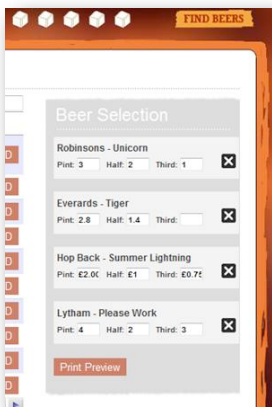 FIND BEERS
Beer Selection
Robinsons - Unicorn
Pint: 3 Half: 2 Third: 1
Everards - Tiger
Pint: 2.8 Half: 1.4 Third:
Hop Back - Summer Lightning
Pint: £2.00 Half: £1 Third: £0.75
Lytham - Please Work
Pint: 4 Half: 2 Third: 3
Print Preview